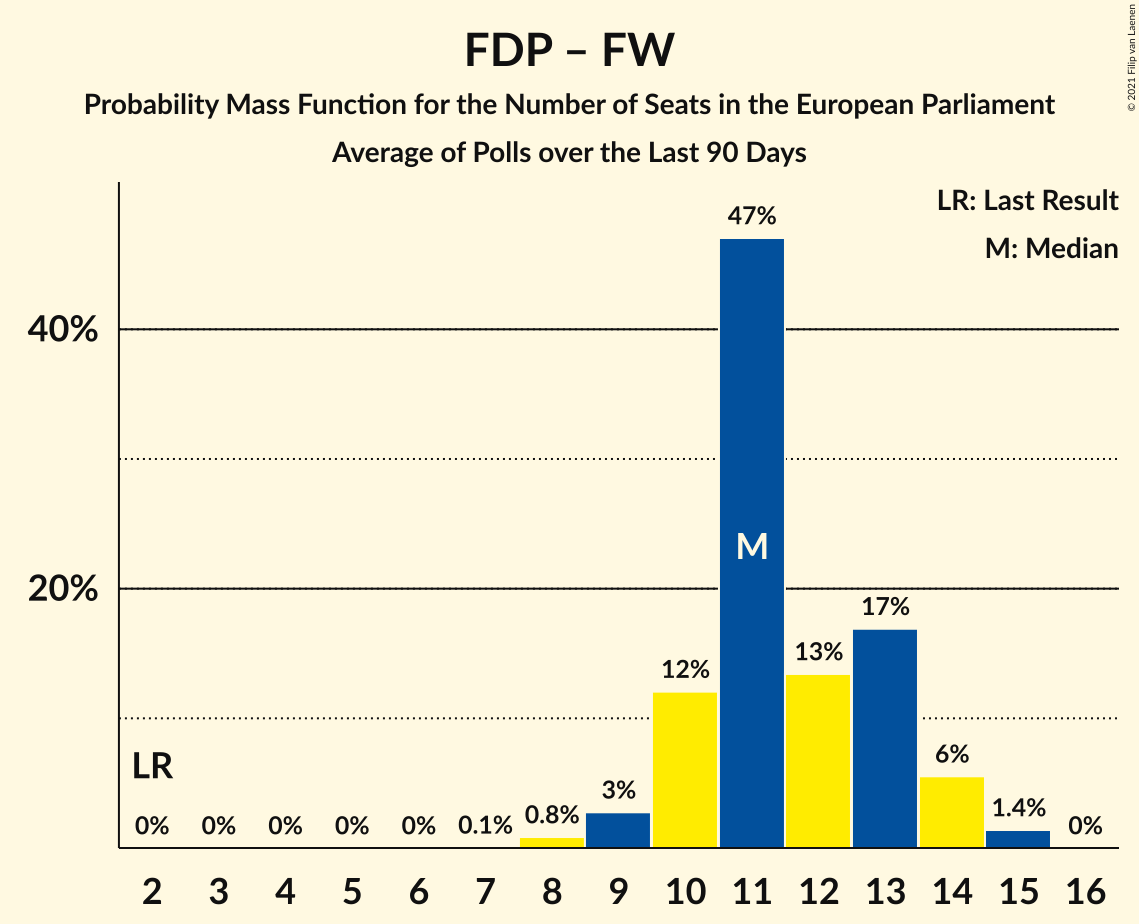 FDP – FW
Probability Mass Function for the Number of Seats in the European Parliament
Average of Polls over the Last 90 Days
© 2021 Filip van Laenen
LR: Last Result
M: Median
47%
40%
M
20%
17%
13%
12%
LR
6%
3%
1.4%
0.8%
0% 0% 0% 0% 0% 0.1% 0%
2 3 4 5 6 7 8 9 10 11 12 13 14 15 16